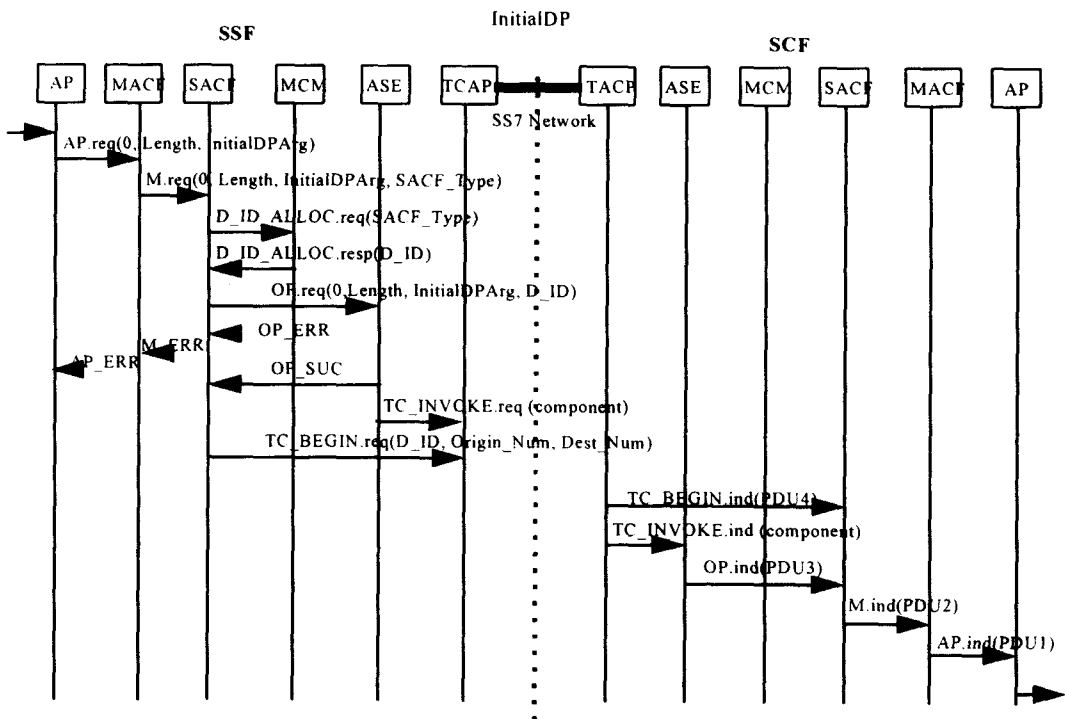 InitialDP
SSF
SCF
AP MACF SACF MCM ASE TCAP TACP ASE MCM SACF MACF AP
SS7 Network
AP.req(0, Length, InitialDPArg)
M.req(0, Length, InitialDPArg, SACF_Type)
D_ID_ALLOC.req(SACF_Type)
D_ID_ALLOC.resp(D_ID)
OP.req(0,Length, InitialDPArg, D_ID)
OP_ERR
M_ERR
AP_ERR
OP_SUC
TC_INVOKE.req (component)
TC_BEGIN.req(D_ID, Origin_Num, Dest_Num)
TC_BEGIN.ind(PDU4)
TC_INVOKE.ind (component)
OP.ind(PDU3)
M.ind(PDU2)
AP.ind(PDU1)